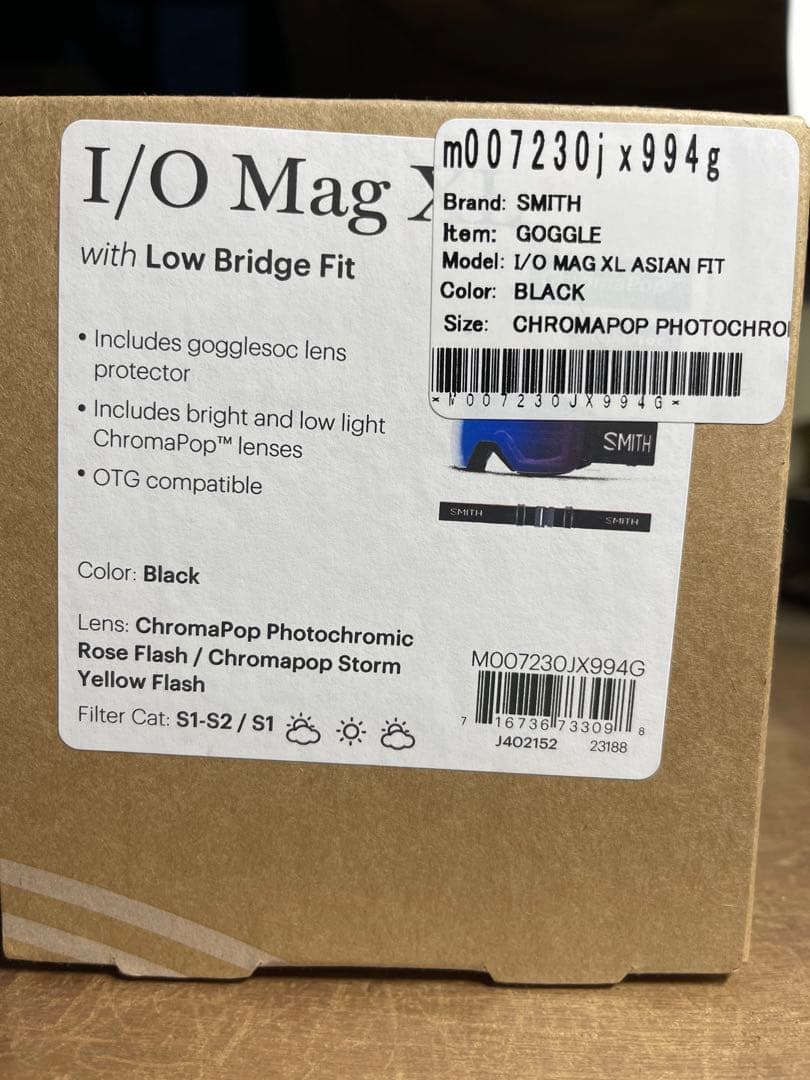 I/O Mag X
with Low Bridge Fit
• Includes gogglesoc lens
protector
• Includes bright and low light
ChromaPop™ lenses
• OTG compatible
Color: Black
Lens: ChromaPop Photochromic
Rose Flash / Chromapop Storm
Yellow Flash
Filter Cat: S1-S2 / S1
m007230jx994g
Brand: SMITH
Item: GOGGLE
Model: I/O MAG XL ASIAN FIT
Color: BLACK
Size: CHROMAPOP PHOTOCHRO
*M007230JX994G*
SMITH
SMITH SMITH
M007230JX994G
7 16736 73309 8
J402152 23188